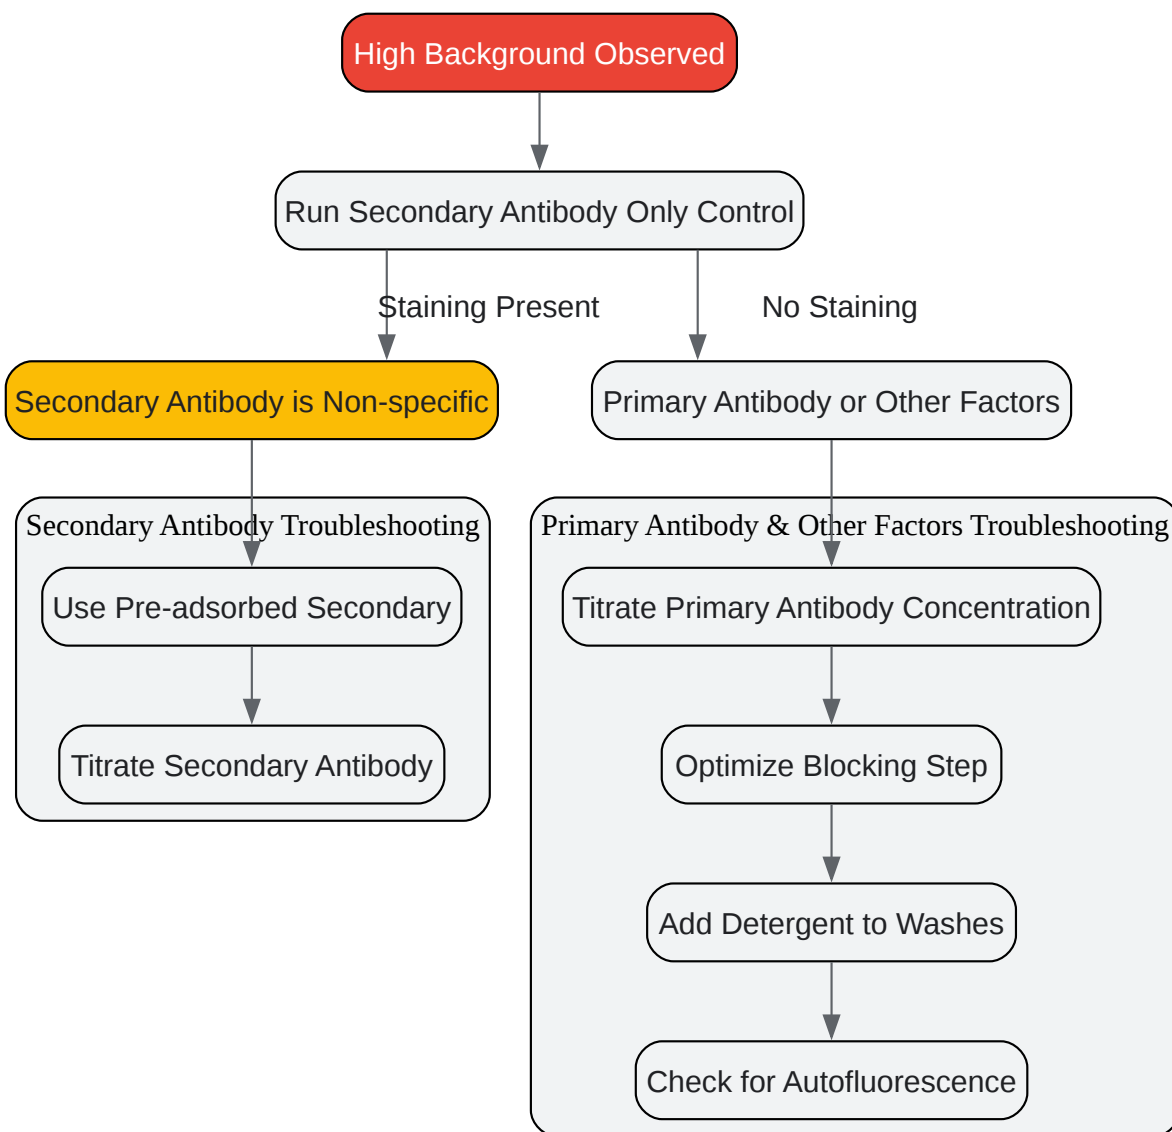 High Background Observed
Run Secondary Antibody Only Control
Staining Present
No Staining
Secondary Antibody is Non-specific
Primary Antibody or Other Factors
Secondary Antibody Troubleshooting
Primary Antibody & Other Factors Troubleshooting
Use Pre-adsorbed Secondary
Titrate Primary Antibody Concentration
Titrate Secondary Antibody
Optimize Blocking Step
Add Detergent to Washes
Check for Autofluorescence